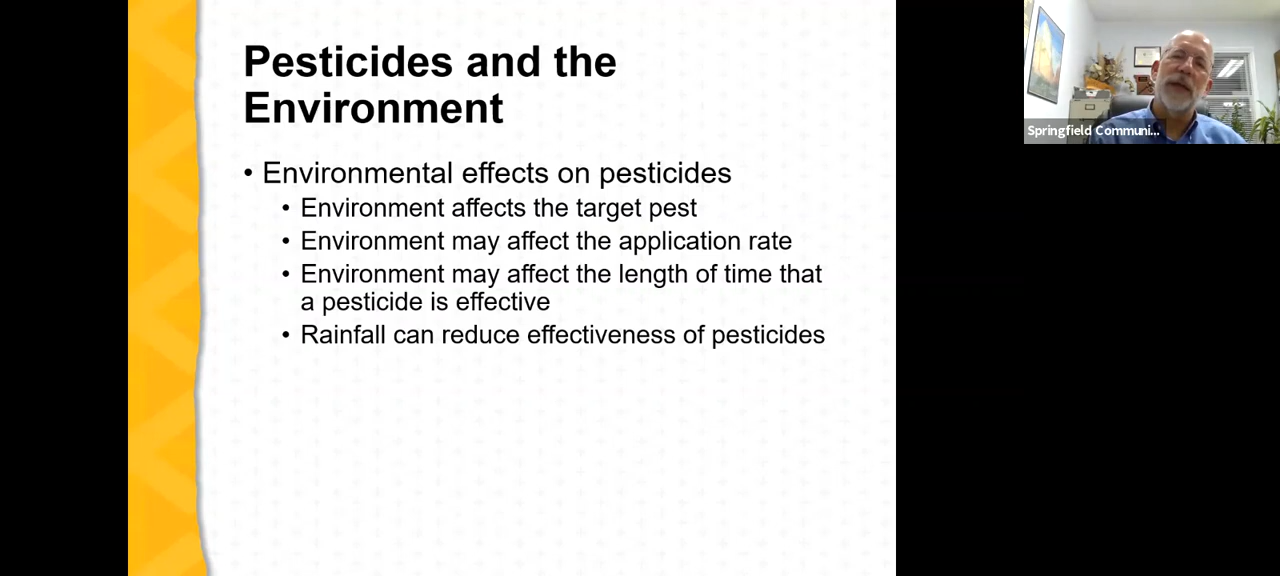 Pesticides and the
Environment
• Environmental effects on pesticides
• Environment affects the target pest
• Environment may affect the application rate
• Environment may affect the length of time that
a pesticide is effective
• Rainfall can reduce effectiveness of pesticides
Springfield Communi...